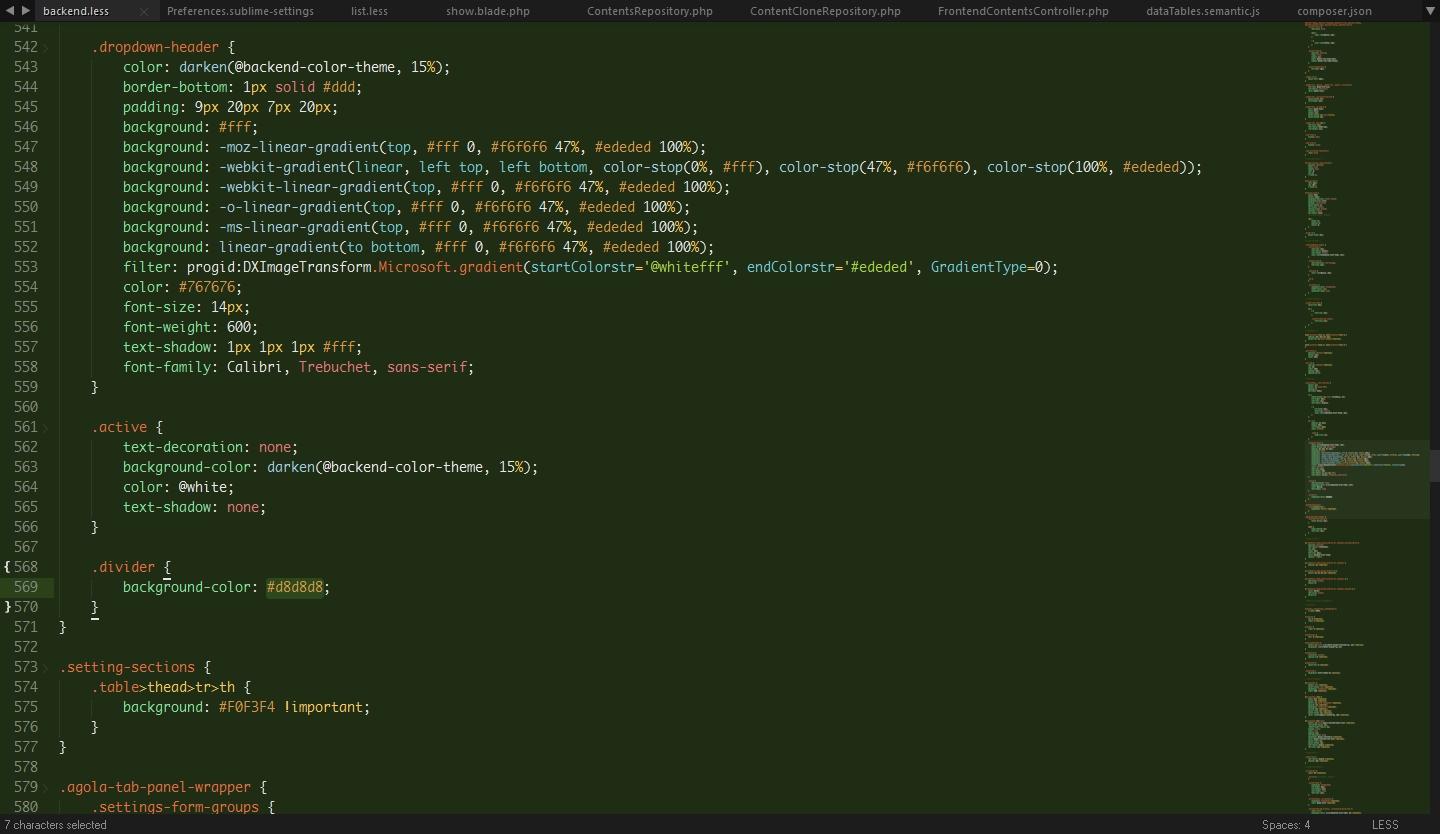 backend.less
Preferences.sublime-settings
list.less
show.blade.php
ContentsRepository.php
ContentCloneRepository.php
FrontendContentsController.php
dataTables.semantic.js
composer.json
541
542 .dropdown-header {
543 color: darken(@backend-color-theme, 15%);
544 border-bottom: 1px solid #ddd;
545 padding: 9px 20px 7px 20px;
546 background: #fff;
547 background: -moz-linear-gradient(top, #fff 0, #f6f6f6 47%, #ededed 100%);
548 background: -webkit-gradient(linear, left top, left bottom, color-stop(0%, #fff), color-stop(47%, #f6f6f6), color-stop(100%, #ededed));
549 background: -webkit-linear-gradient(top, #fff 0, #f6f6f6 47%, #ededed 100%);
550 background: -o-linear-gradient(top, #fff 0, #f6f6f6 47%, #ededed 100%);
551 background: -ms-linear-gradient(top, #fff 0, #f6f6f6 47%, #ededed 100%);
552 background: linear-gradient(to bottom, #fff 0, #f6f6f6 47%, #ededed 100%);
553 filter: progid:DXImageTransform.Microsoft.gradient(startColorstr='@whitefff', endColorstr='#ededed', GradientType=0);
554 color: #767676;
555 font-size: 14px;
556 font-weight: 600;
557 text-shadow: 1px 1px 1px #fff;
558 font-family: Calibri, Trebuchet, sans-serif;
559 }
560
561 .active {
562 text-decoration: none;
563 background-color: darken(@backend-color-theme, 15%);
564 color: @white;
565 text-shadow: none;
566 }
567
{ 568 .divider {
569 background-color: #d8d8d8;
} 570 }
571 }
572
573 .setting-sections {
574 .table>thead>tr>th {
575 background: #F0F3F4 !important;
576 }
577 }
578
579 .agola-tab-panel-wrapper {
580 .settings-form-groups {
7 characters selected
Spaces: 4
LESS